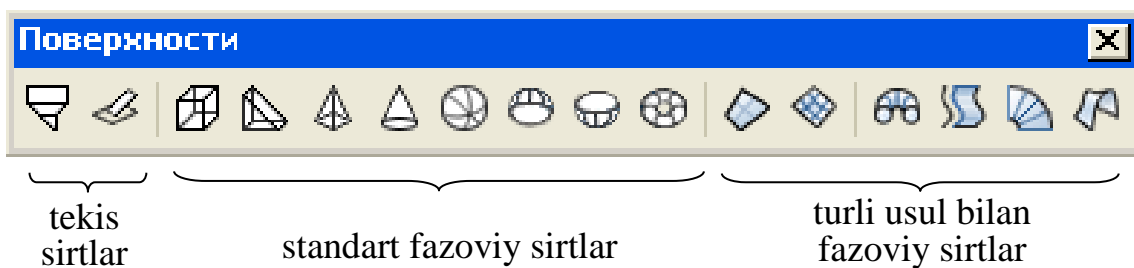 Поверхности
tekis
sirtlar
standart fazoviy sirtlar
turli usul bilan
fazoviy sirtlar